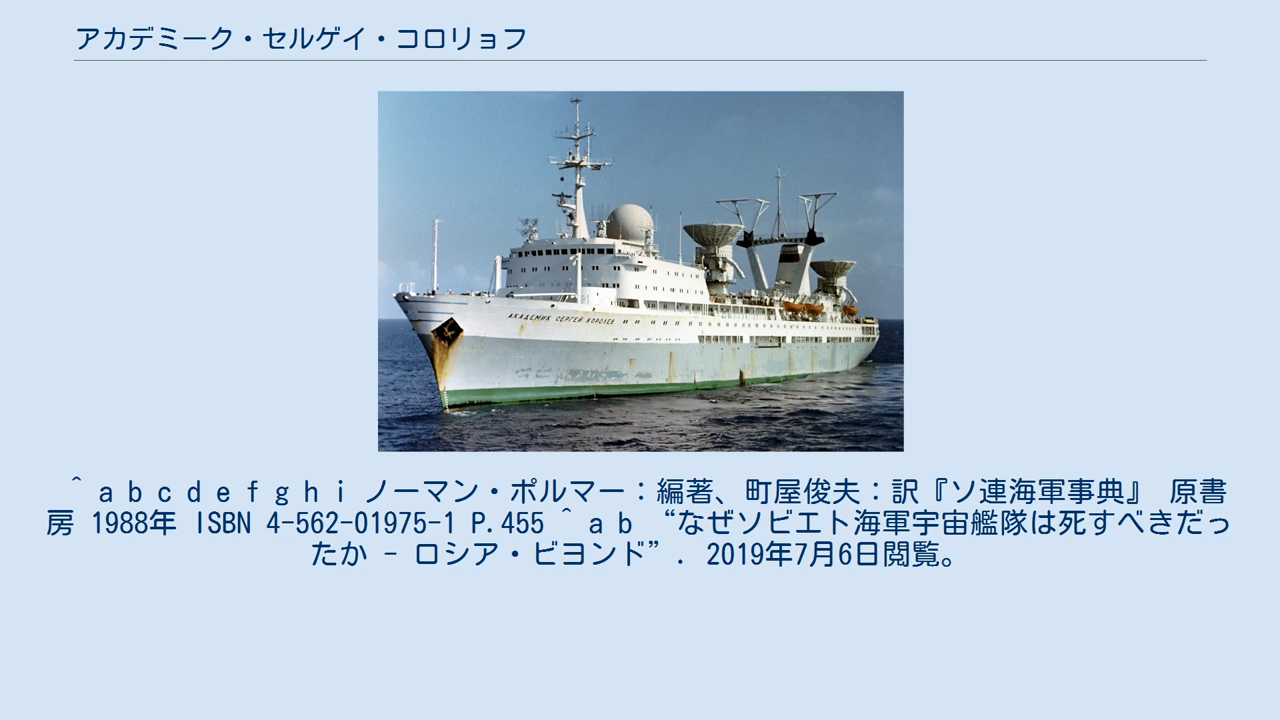 アカデミーク・セルゲイ・コロリョフ
АКАДЕМИК СЕРГЕЙ КОРОЛЕВ
^ a b c d e f g h i ノーマン・ポルマー：編著、町屋俊夫：訳『ソ連海軍事典』 原書
房 1988年 ISBN 4-562-01975-1 P.455 ^ a b “なぜソビエト海軍宇宙艦隊は死すべきだっ
たか - ロシア・ビヨンド”. 2019年7月6日閲覧。